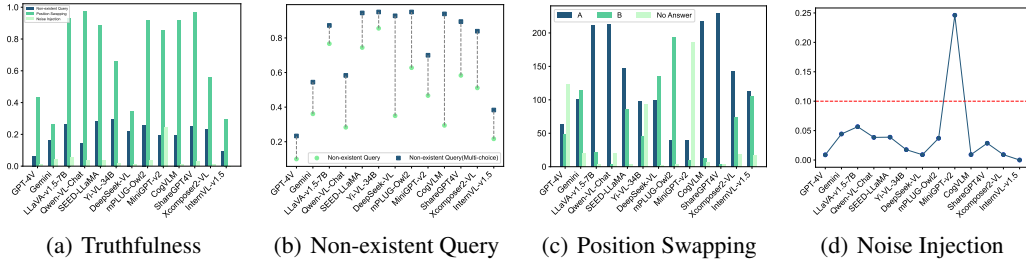 Non-existent Query
Position Swapping
Noise Injection
1.0
0.8
0.6
0.4
0.2
0.0
GPT-4V
Gemini
LLaVA-v1.5-7B
Qwen-VL-Chat
SEED-LLaMA
Yi-VL-34B
DeepSeek-VL
mPLUG-Owl2
MiniGPT-v2
CogVLM
ShareGPT4V
Xcomposer2-VL
InternVL-v1.5
(a) Truthfulness
0.8
0.6
0.4
0.2
Non-existent Query
Non-existent Query(Multi-choice)
GPT-4V
Gemini
LLaVA-v1.5-7B
Qwen-VL-Chat
SEED-LLaMA
Yi-VL-34B
DeepSeek-VL
mPLUG-Owl2
MiniGPT-v2
CogVLM
ShareGPT4V
Xcomposer2-VL
InternVL-v1.5
(b) Non-existent Query
A
B
No Answer
250
200
150
100
50
0
GPT-4V
Gemini
LLaVA-v1.5-7B
Qwen-VL-Chat
SEED-LLaMA
Yi-VL-34B
DeepSeek-VL
mPLUG-Owl2
MiniGPT-v2
CogVLM
ShareGPT4V
Xcomposer2-VL
InternVL-v1.5
(c) Position Swapping
0.25
0.20
0.15
0.10
0.05
0.00
GPT-4V
Gemini
LLaVA-v1.5-7B
Qwen-VL-Chat
SEED-LLaMA
Yi-VL-34B
DeepSeek-VL
mPLUG-Owl2
MiniGPT-v2
CogVLM
ShareGPT4V
Xcomposer2-VL
InternVL-v1.5
(d) Noise Injection